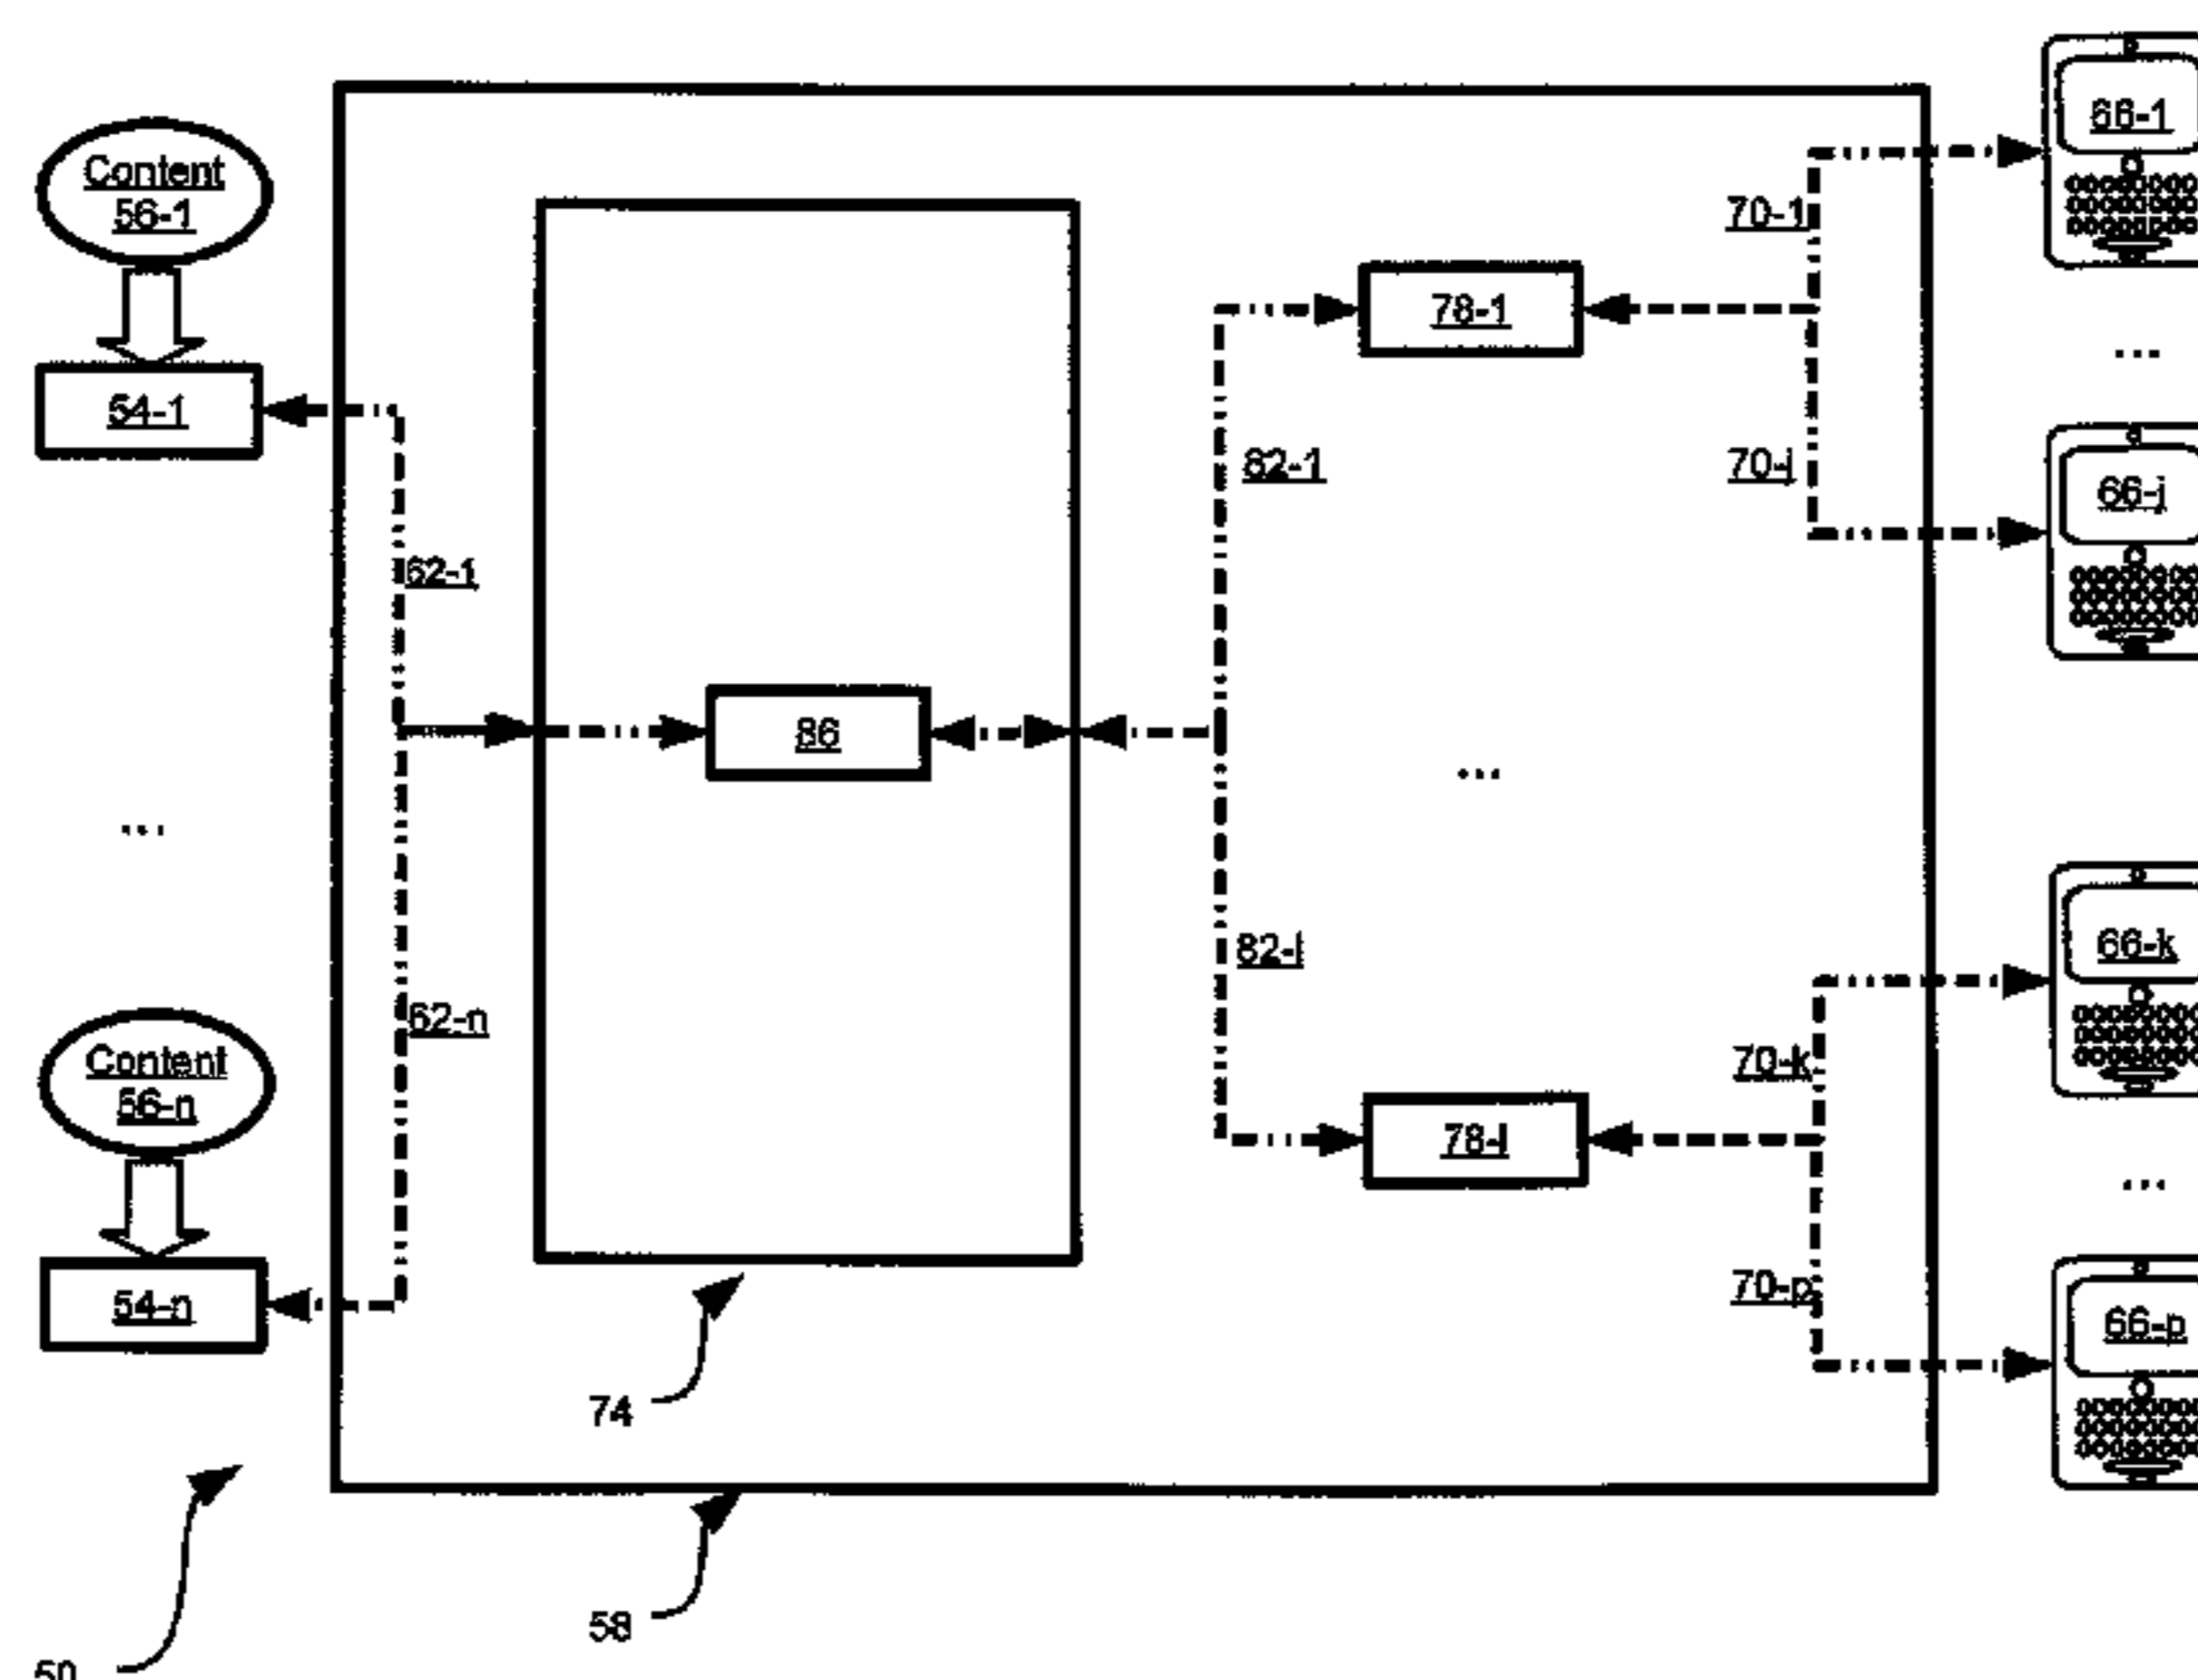 Content
56-1
54-1
62-1
...
62-n
Content
56-n
54-n
86
74
58
50
82-1
82-i
78-1
...
78-i
70-1
70-j
70-k
70-p
66-1
...
66-j
66-k
...
66-p